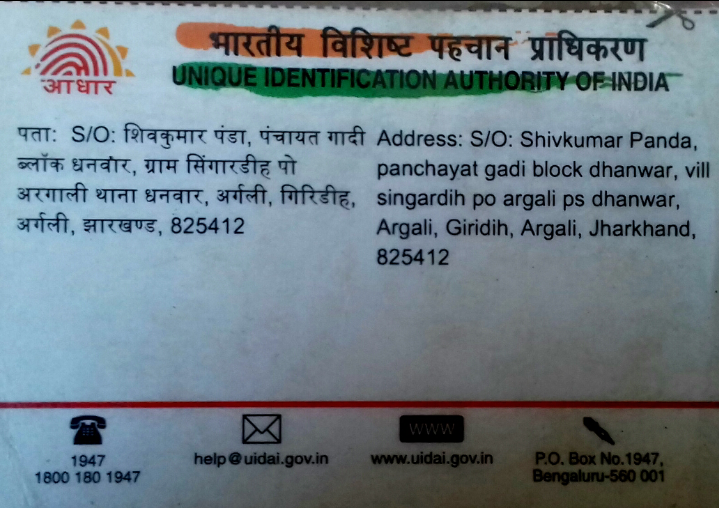 भारतीय विशिष्ट पहचान प्राधिकरण
UNIQUE IDENTIFICATION AUTHORITY OF INDIA
आधार
पता: S/O: शिवकुमार पंडा, पंचायत गादी
ब्लॉक धनवार, ग्राम सिंगारडीह पो
अरगाली थाना धनवार, अर्गली, गिरिडीह,
अर्गली, झारखण्ड, 825412
Address: S/O: Shivkumar Panda,
panchayat gadi block dhanwar, vill
singardih po argali ps dhanwar,
Argali, Giridih, Argali, Jharkhand,
825412
1947
1800 180 1947
help@uidai.gov.in
WWW
www.uidai.gov.in
P.O. Box No.1947,
Bengaluru-560 001